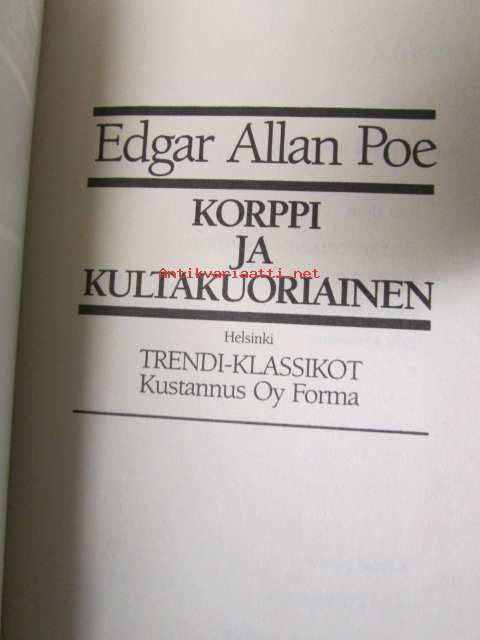 Edgar Allan Poe
KORPPI
JA
Antikvariaatti.net
KULTAKUORIAINEN
Helsinki
TRENDI-KLASSIKOT
Kustannus Oy Forma